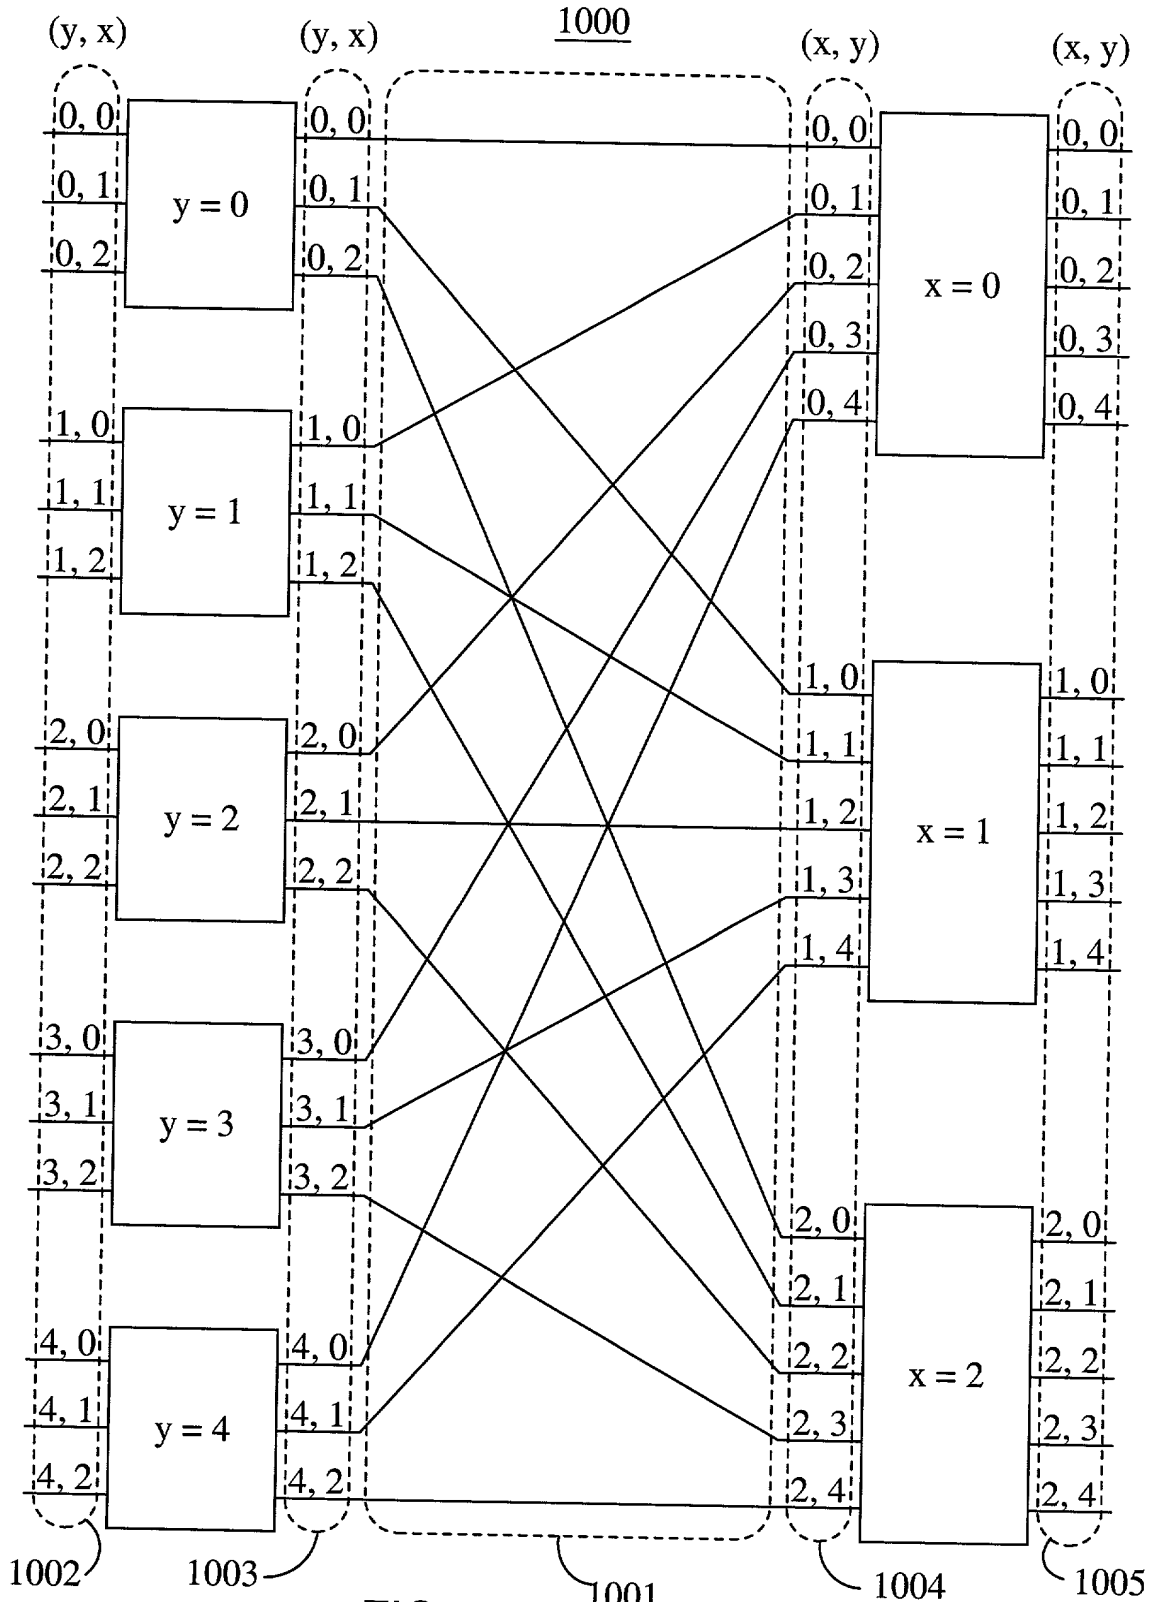 1000
(y, x) (y, x) (x, y) (x, y)
0, 0 0, 0 0, 0 0, 0
0, 1 y = 0 0, 1 0, 1 0, 1
0, 2 0, 2 0, 2 x = 0 0, 2
0, 3 0, 3
0, 4 0, 4
1, 0 1, 0
1, 1 y = 1 1, 1
1, 2 1, 2
1, 0 1, 0
2, 0 2, 0 1, 1 1, 1
2, 1 y = 2 2, 1 1, 2 x = 1 1, 2
2, 2 2, 2 1, 3 1, 3
1, 4 1, 4
3, 0 3, 0
3, 1 y = 3 3, 1
3, 2 3, 2
2, 0 2, 0
2, 1 2, 1
4, 0 4, 0 2, 2 x = 2 2, 2
4, 1 y = 4 4, 1 2, 3 2, 3
4, 2 4, 2 2, 4 2, 4
1002 1003 1001 1004 1005